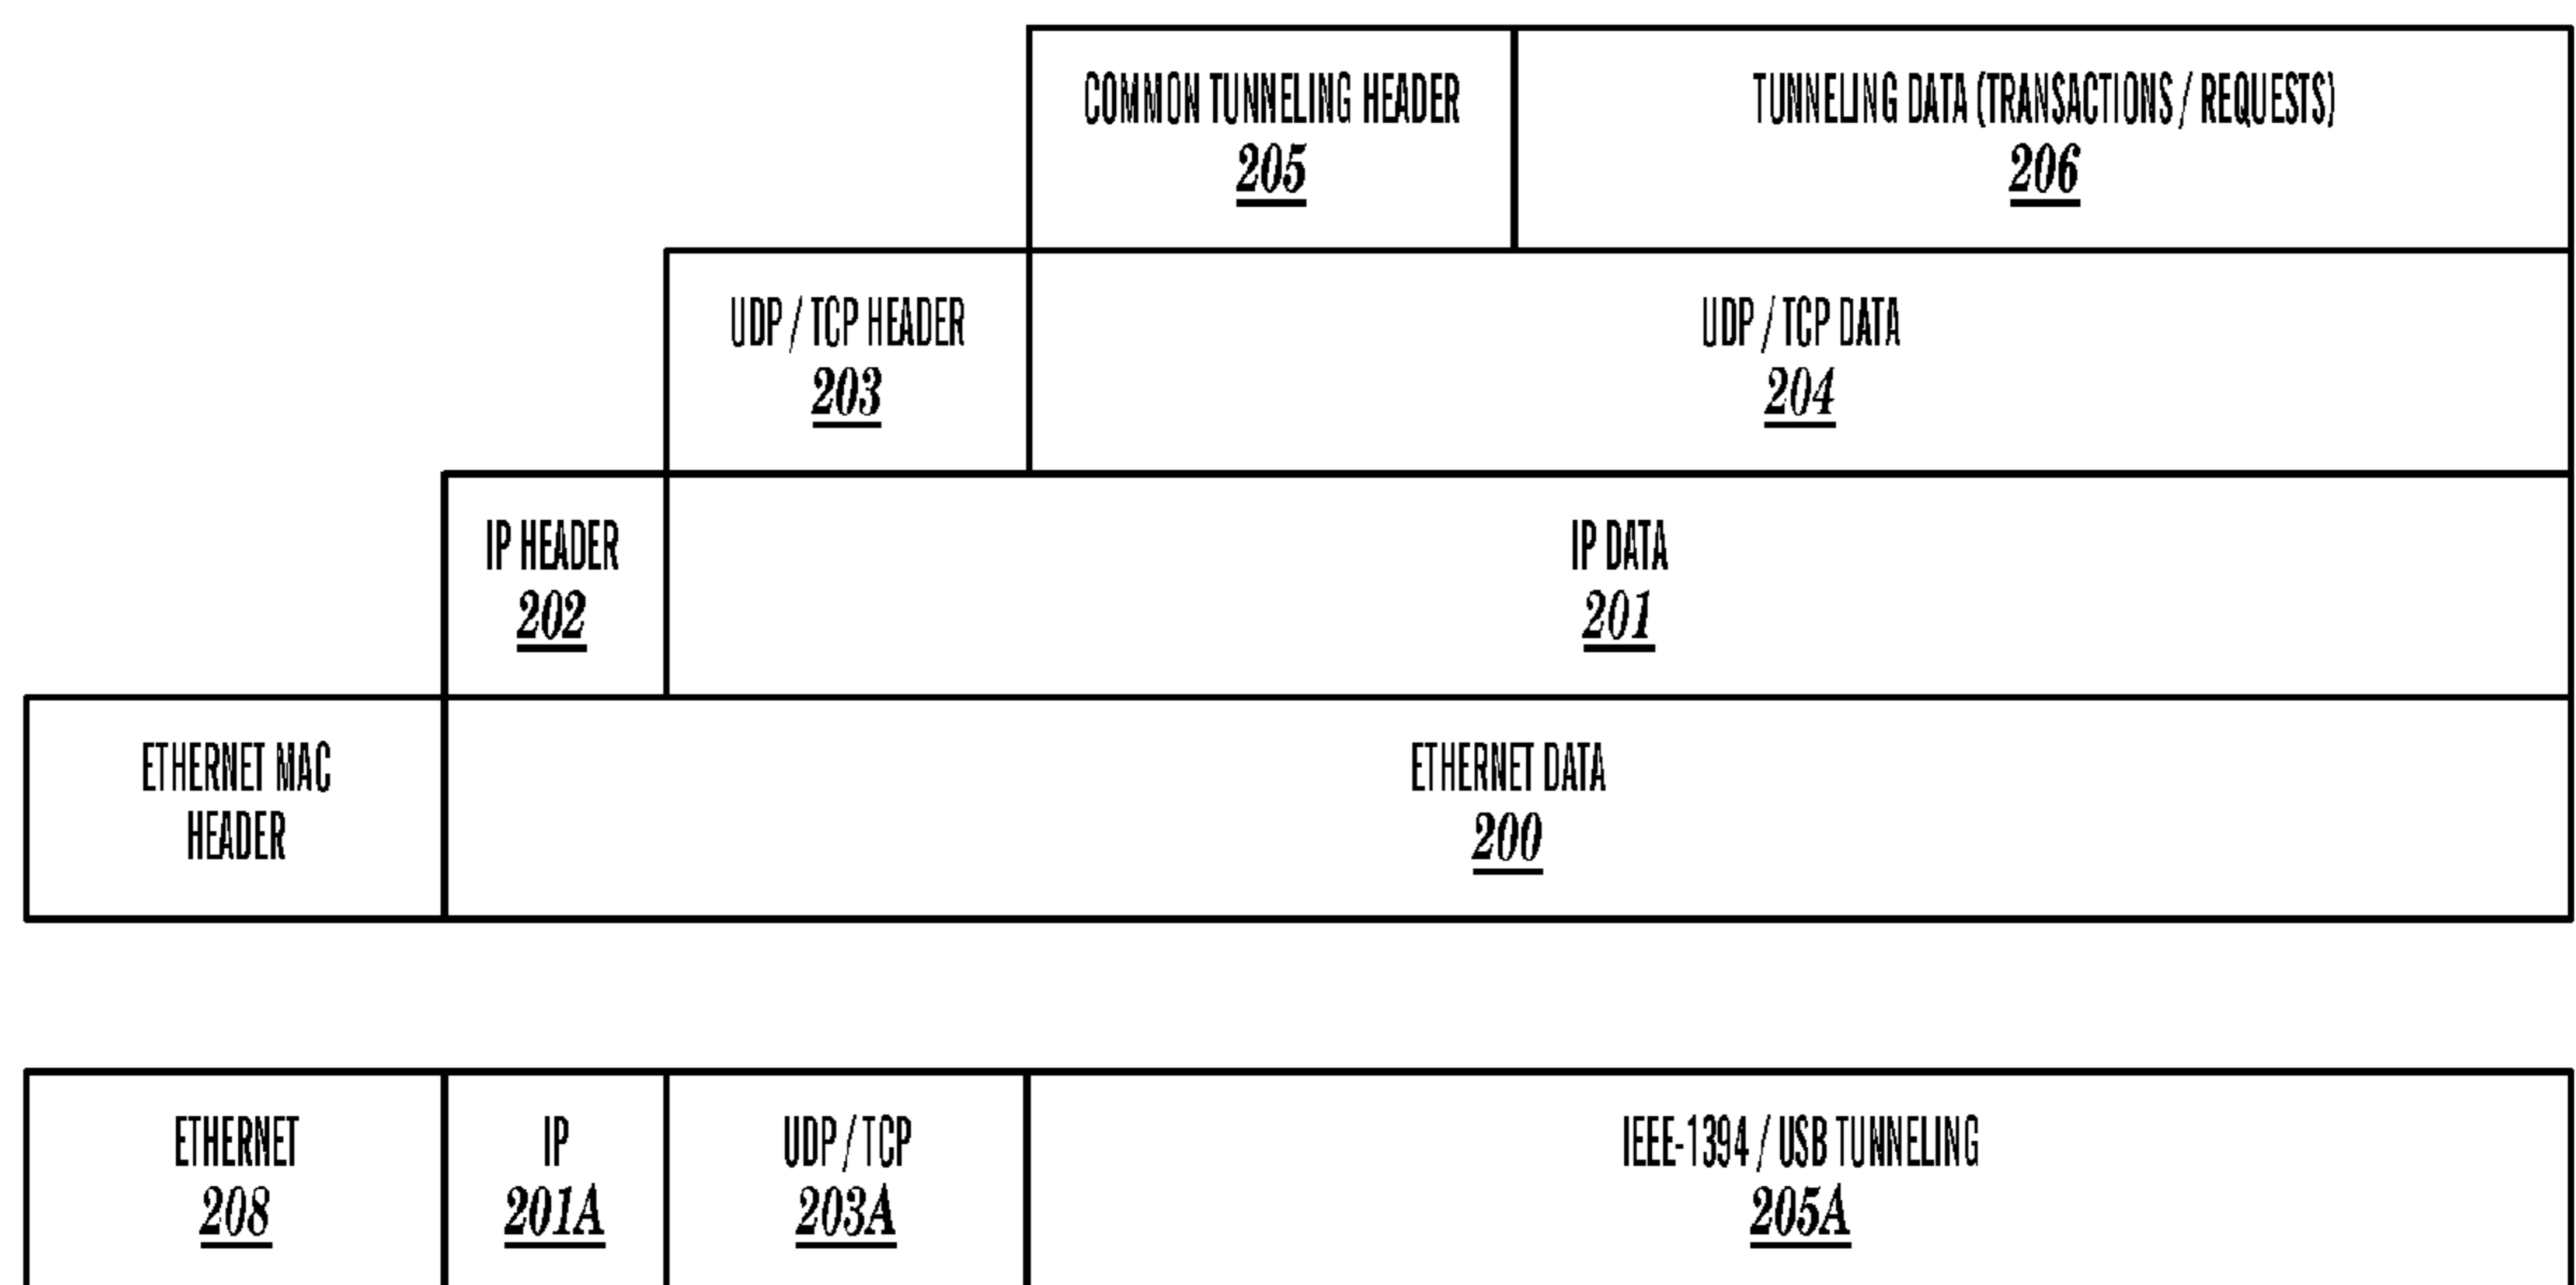 COMMON TUNNELING HEADER
205
TUNNELING DATA (TRANSACTIONS / REQUESTS)
206
UDP / TCP HEADER
203
UDP / TCP DATA
204
IP HEADER
202
IP DATA
201
ETHERNET MAC
HEADER
ETHERNET DATA
200
ETHERNET
208
IP
201A
UDP / TCP
203A
IEEE-1394 / USB TUNNELING
205A